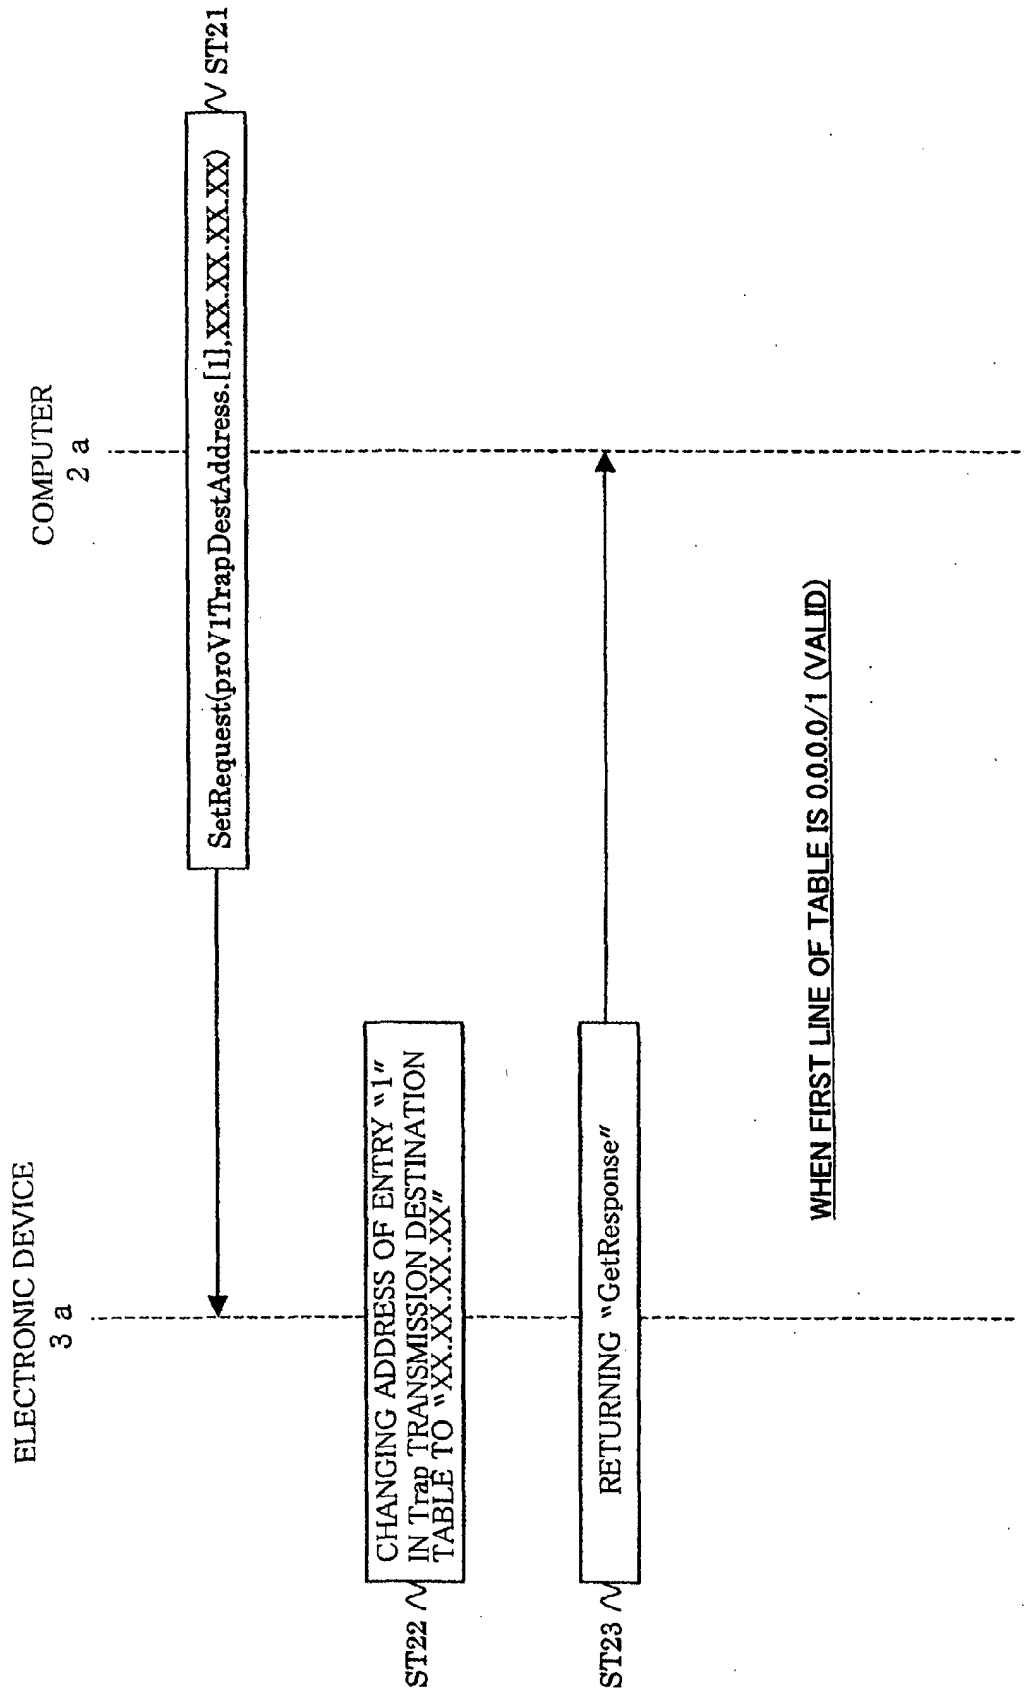 ELECTRONIC DEVICE
3 a
COMPUTER
2 a
SetRequest(proV1TrapDestAddress.[1],XX.XX.XX.XX)
ST21
ST22
CHANGING ADDRESS OF ENTRY "1"
IN Trap TRANSMISSION DESTINATION
TABLE TO "XX.XX.XX.XX"
ST23
RETURNING "GetResponse"
WHEN FIRST LINE OF TABLE IS 0.0.0.0/1 (VALID)